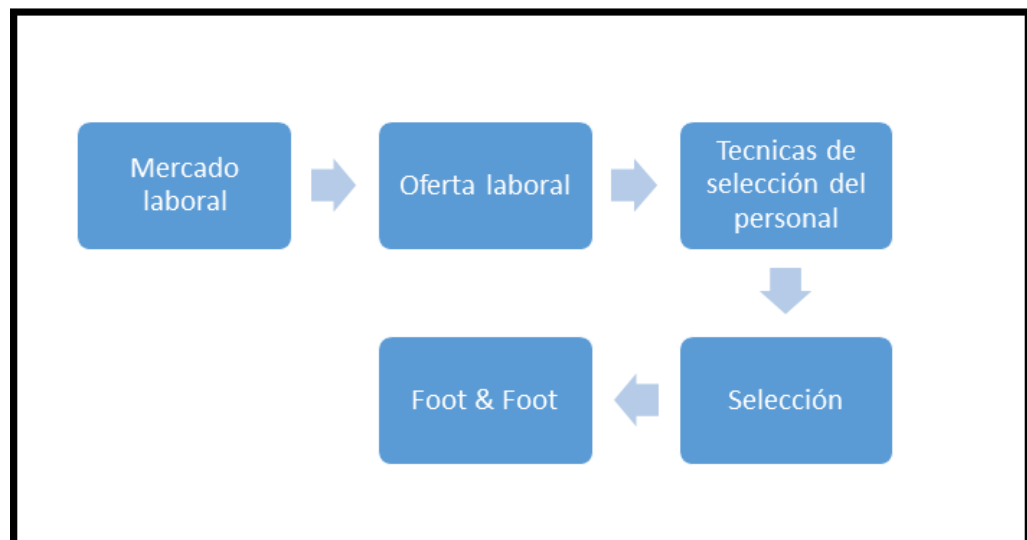 Mercado
laboral
Oferta laboral
Tecnicas de
selección del
personal
Selección
Foot & Foot